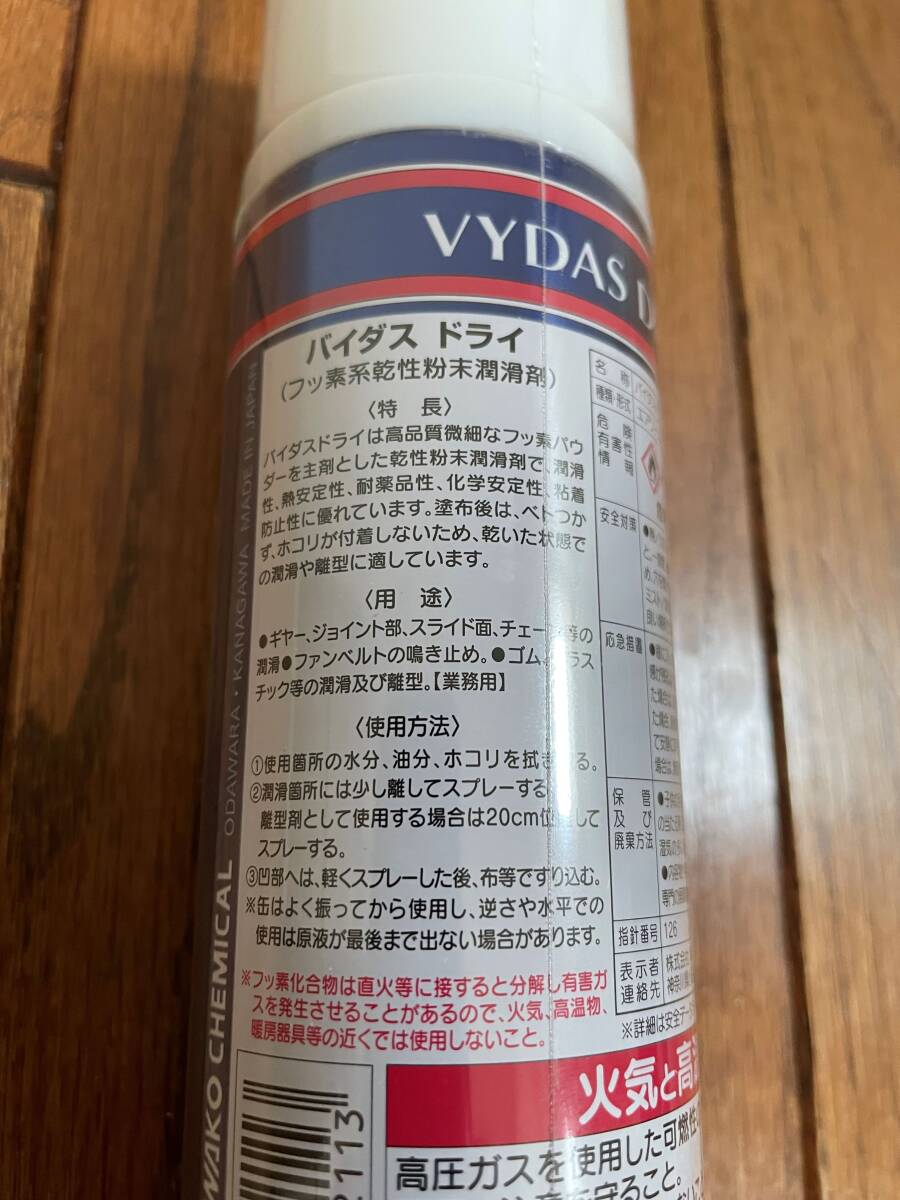 VYDAS D
バイダス ドライ
(フッ素系乾性粉末潤滑剤)
〈特 長〉
バイダスドライは高品質微細なフッ素パウ
ダーを主剤とした乾性粉末潤滑剤で、潤滑
性、熱安定性、耐薬品性、化学安定性、粘着
防止性に優れています。塗布後は、ベトつか
ず、ホコリが付着しないため、乾いた状態で
の潤滑や離型に適しています。
〈用 途〉
●ギヤー、ジョイント部、スライド面、チェーン等の
潤滑●ファンベルトの鳴き止め。●ゴム、プラス
チック等の潤滑及び離型。【業務用】
〈使用方法〉
①使用箇所の水分、油分、ホコリを拭き取る。
②潤滑箇所には少し離してスプレーする
離型剤として使用する場合は20cm位離して
スプレーする。
③凹部へは、軽くスプレーした後、布等ですり込む。
※缶はよく振ってから使用し、逆さや水平での
使用は原液が最後まで出ない場合があります。
※フッ素化合物は直火等に接すると分解し有害ガ
スを発生させることがあるので、火気、高温物、
暖房器具等の近くでは使用しないこと。
名 称
種類・形式
危 険
有害性
情 報
安全対策
応急措置
保 管
及 び
廃棄方法
指針番号 126
表示者
連絡先
株式会社
神奈川
※詳細は安全デー
火気と高
高圧ガスを使用した可燃性
を守ること。
2113
WAKO CHEMICAL ODAWARA・KANAGAWA MADE IN JAPAN